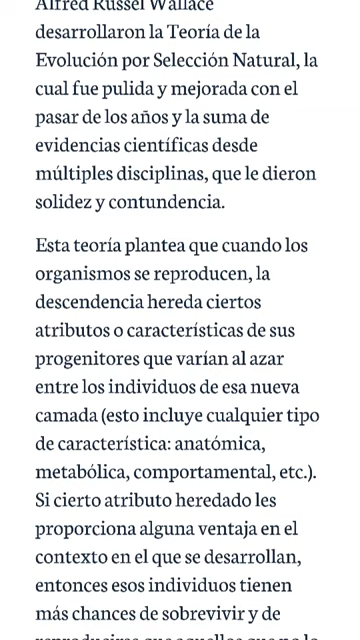 Alfred Russel Wallace
desarrollaron la Teoría de la
Evolución por Selección Natural, la
cual fue pulida y mejorada con el
pasar de los años y la suma de
evidencias científicas desde
múltiples disciplinas, que le dieron
solidez y contundencia.
Esta teoría plantea que cuando los
organismos se reproducen, la
descendencia hereda ciertos
atributos o características de sus
progenitores que varían al azar
entre los individuos de esa nueva
camada (esto incluye cualquier tipo
de característica: anatómica,
metabólica, comportamental, etc.).
Si cierto atributo heredado les
proporciona alguna ventaja en el
contexto en el que se desarrollan,
entonces esos individuos tienen
más chances de sobrevivir y de